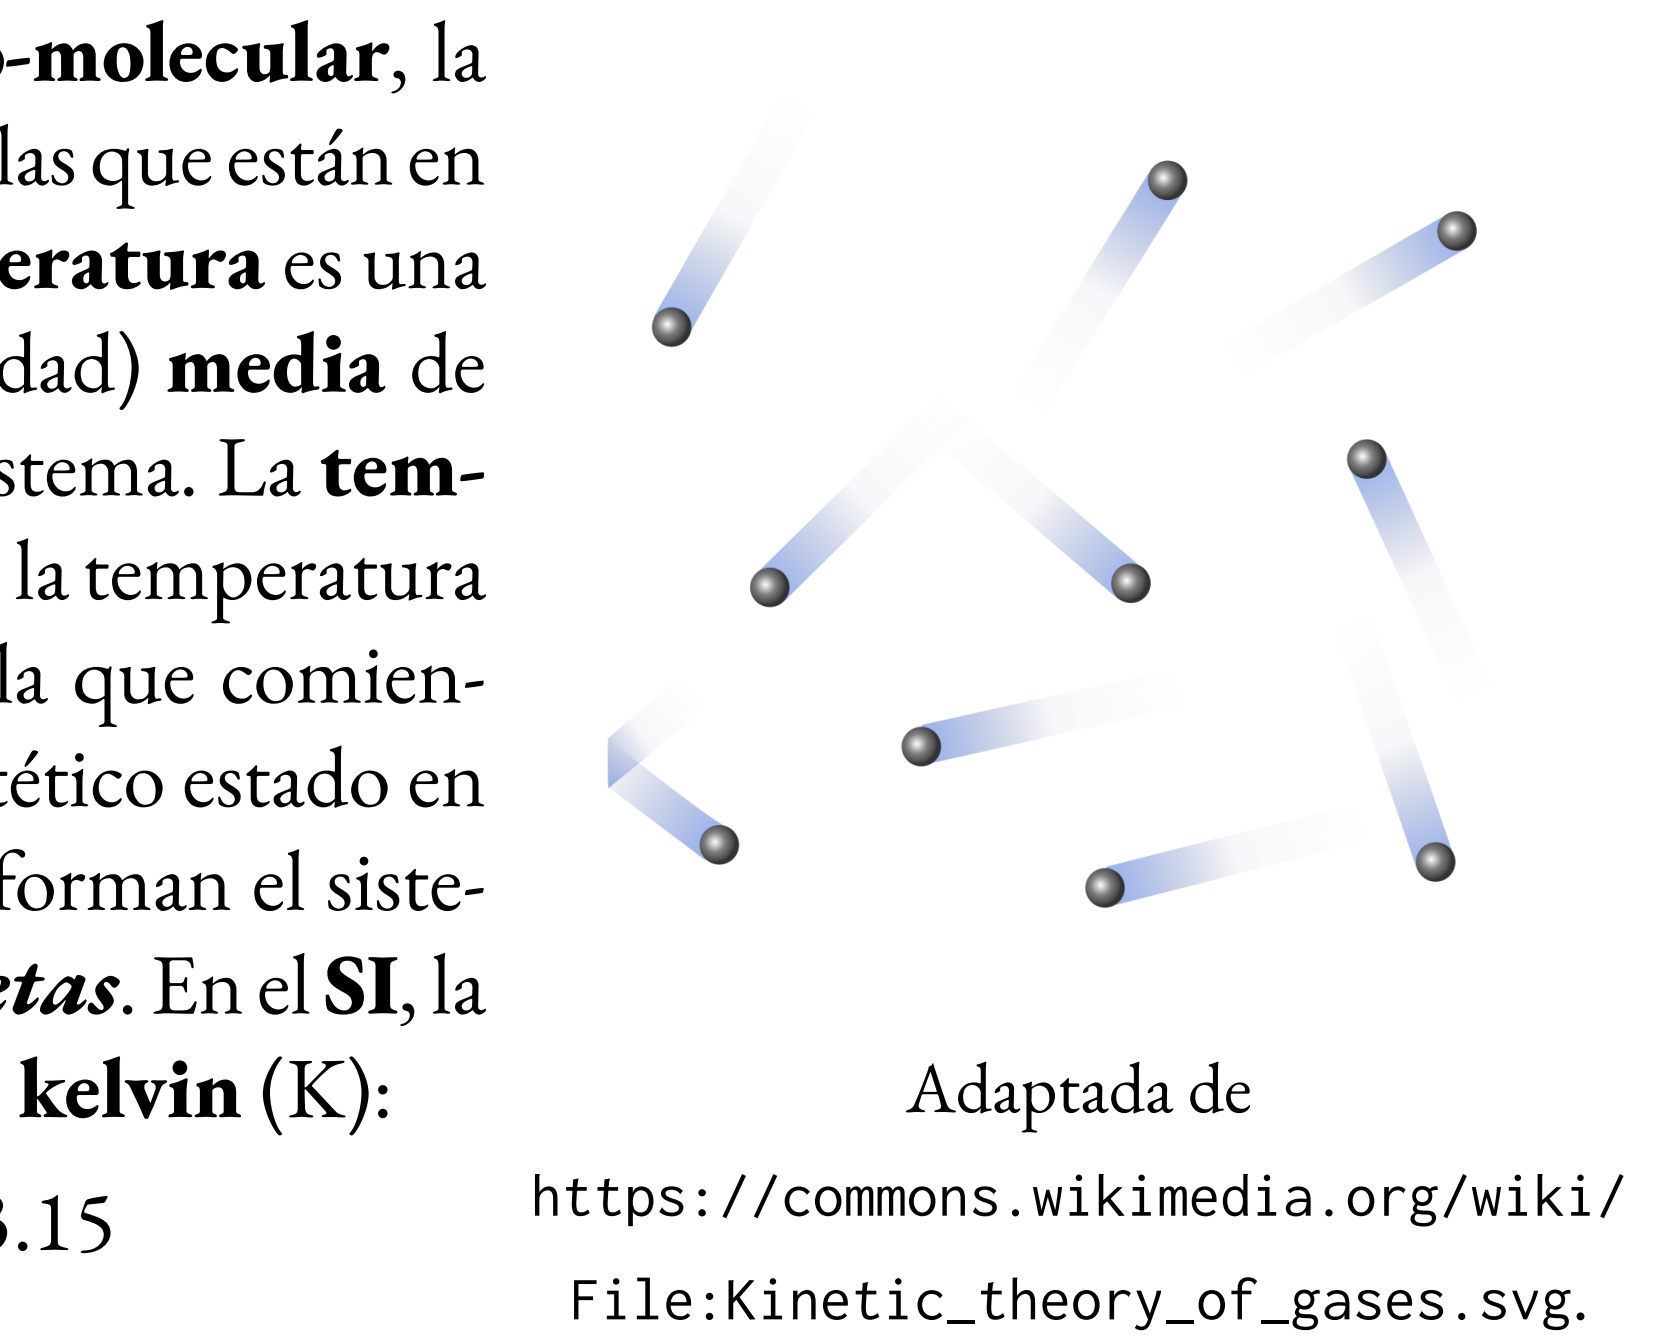 -molecular, la
las que están en
eratura es una
dad) media de
stema. La tem-
la temperatura
la que comien-
tético estado en
forman el siste-
etas. En el SI, la
kelvin (K):
3.15
Adaptada de
https://commons.wikimedia.org/wiki/
File:Kinetic_theory_of_gases.svg.